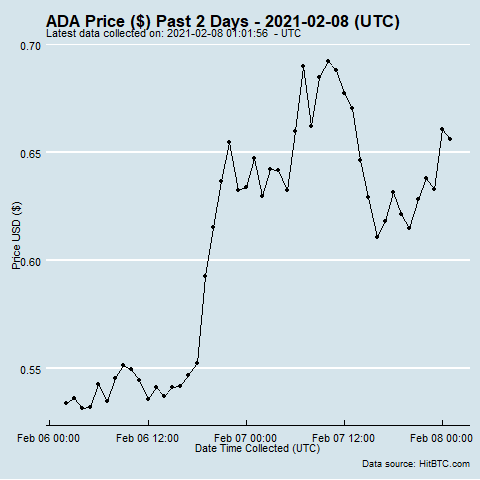 ADA Price ($) Past 2 Days - 2021-02-08 (UTC)
Latest data collected on: 2021-02-08 01:01:56 - UTC
0.70
0.65
0.60
0.55
Price USD ($)
Feb 06 00:00
Feb 06 12:00
Feb 07 00:00
Feb 07 12:00
Feb 08 00:00
Date Time Collected (UTC)
Data source: HitBTC.com